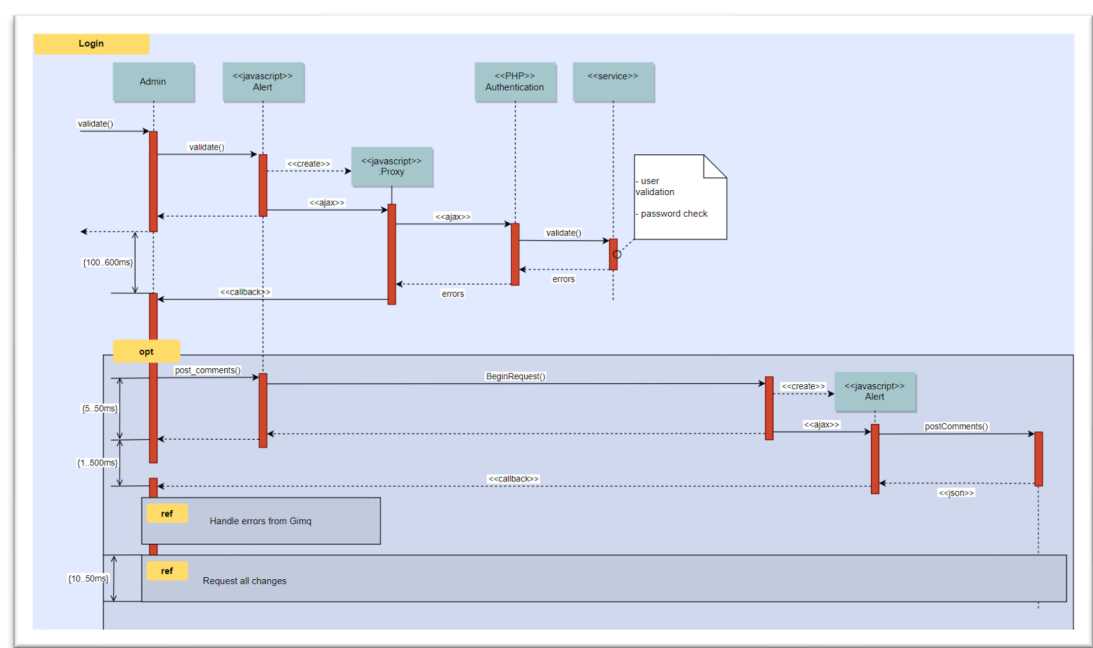 Login
Admin
<<javascript>>
Alert
<<PHP>>
Authentication
<<service>>
validate()
validate()
<<create>>
<<javascript>>
:Proxy
- user
validation
- password check
<<ajax>>
<<ajax>>
validate()
{100..600ms}
errors
errors
<<callback>>
opt
post_comments()
BeginRequest()
<<create>>
<<javascript>>
Alert
{5..50ms}
<<ajax>>
postComments()
{1..500ms}
<<callback>>
<<json>>
ref
Handle errors from Gimq
ref
Request all changes
{10..50ms}